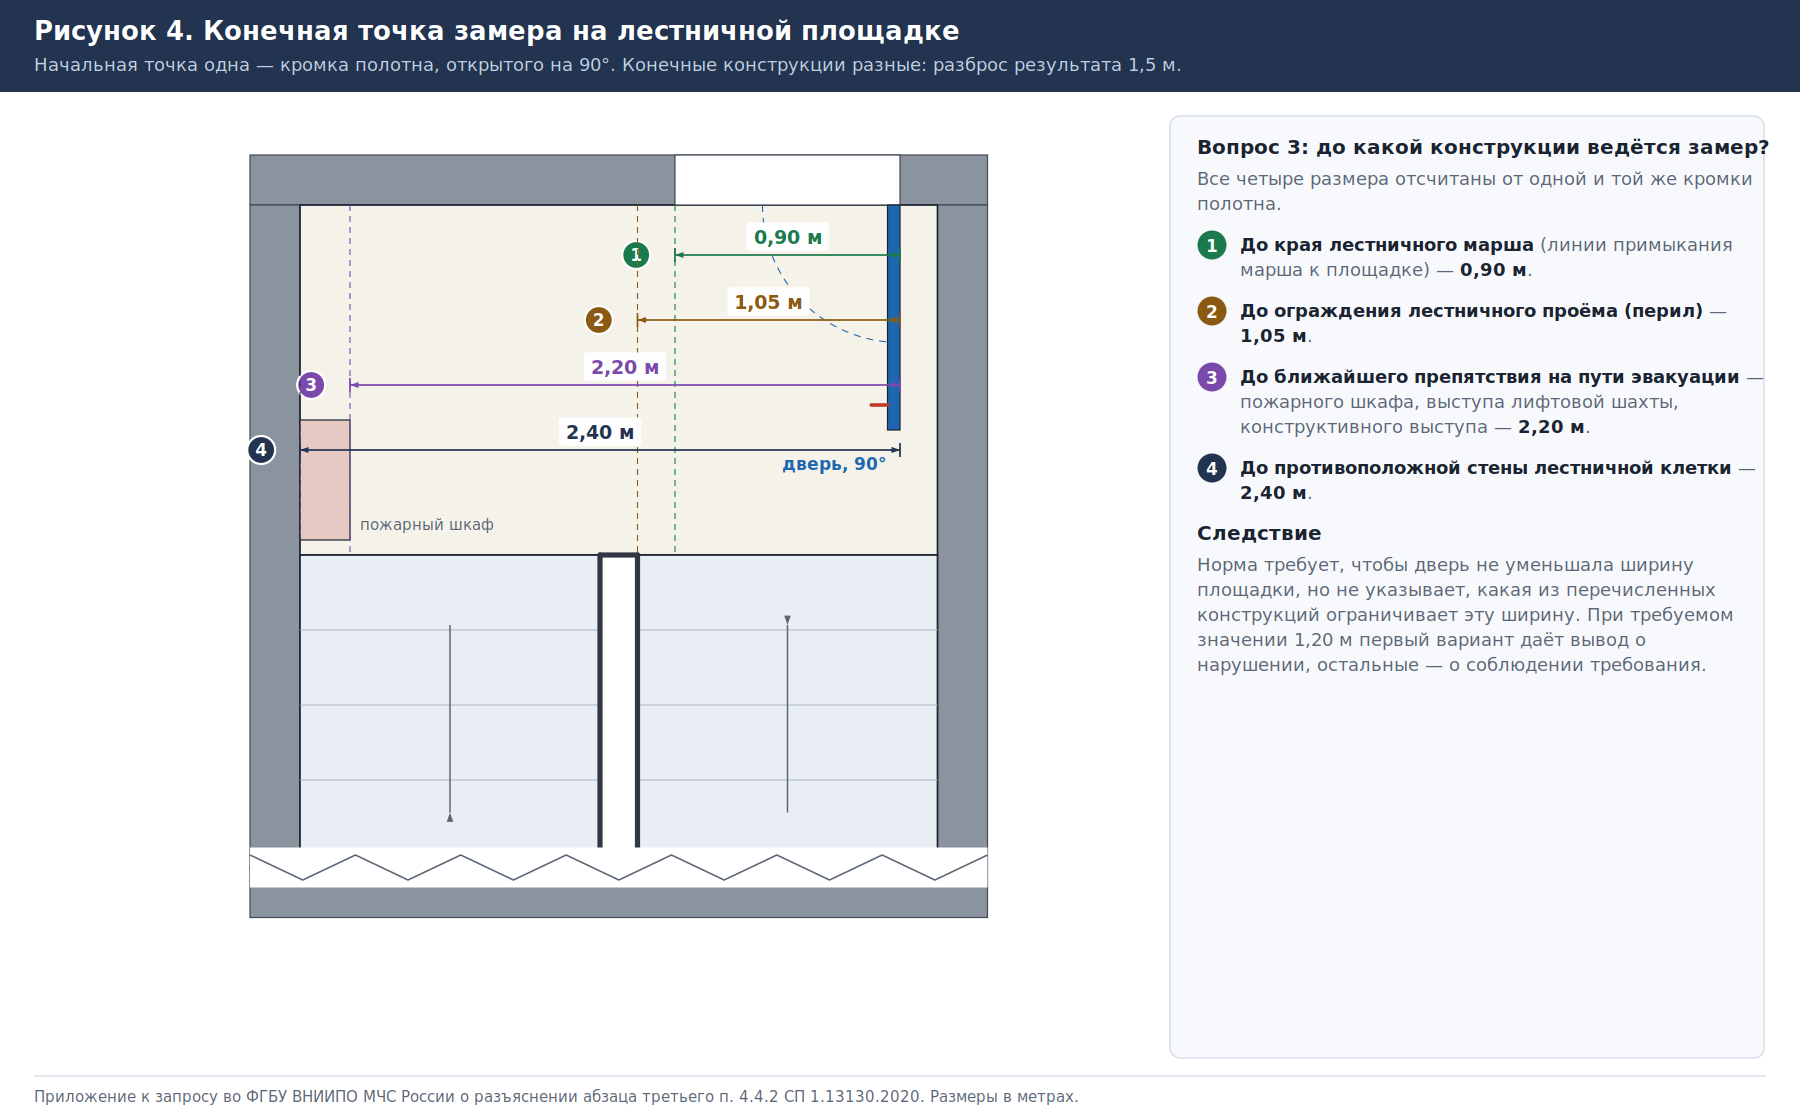 Рисунок 4. Конечная точка замера на лестничной площадке
Начальная точка одна — кромка полотна, открытого на 90°. Конечные конструкции разные: разброс результата 1,5 м.
0,90 м
1
1,05 м
2
2,20 м
3
2,40 м
4
дверь, 90°
пожарный шкаф
Вопрос 3: до какой конструкции ведётся замер?
Все четыре размера отсчитаны от одной и той же кромки
полотна.
1 До края лестничного марша (линии примыкания
марша к площадке) — 0,90 м.
2 До ограждения лестничного проёма (перил) —
1,05 м.
3 До ближайшего препятствия на пути эвакуации —
пожарного шкафа, выступа лифтовой шахты,
конструктивного выступа — 2,20 м.
4 До противоположной стены лестничной клетки —
2,40 м.
Следствие
Норма требует, чтобы дверь не уменьшала ширину
площадки, но не указывает, какая из перечисленных
конструкций ограничивает эту ширину. При требуемом
значении 1,20 м первый вариант даёт вывод о
нарушении, остальные — о соблюдении требования.
Приложение к запросу во ФГБУ ВНИИПО МЧС России о разъяснении абзаца третьего п. 4.4.2 СП 1.13130.2020. Размеры в метрах.